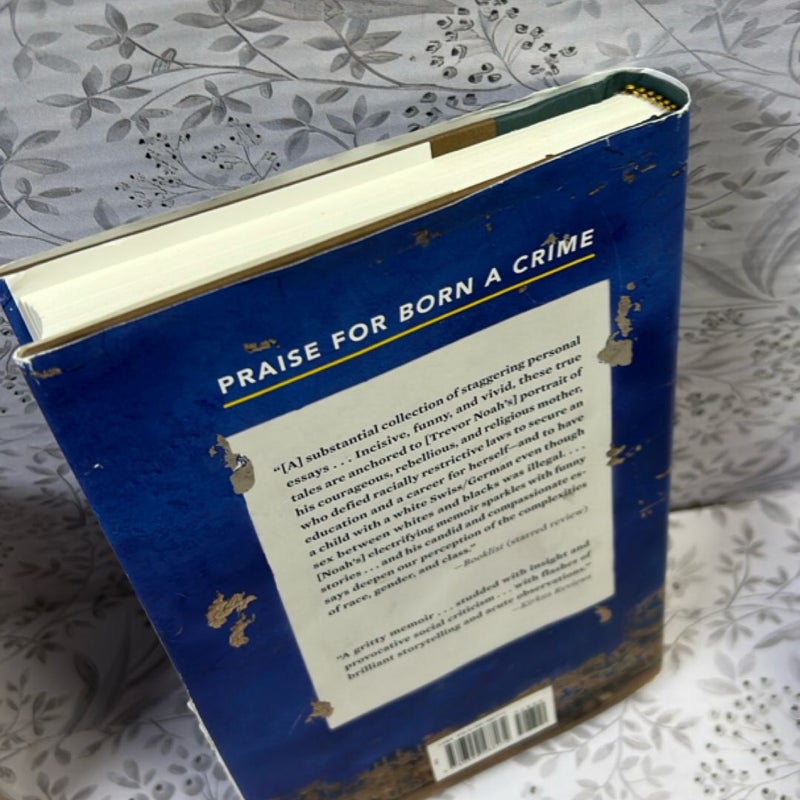 PRAISE FOR BORN A CRIME
“[A] substantial collection of staggering personal
essays . . . Incisive, funny, and vivid, these true
tales are anchored to [Trevor Noah’s] portrait of
his courageous, rebellious, and religious mother,
who defied racially restrictive laws to secure an
education and a career for herself—and to have
a child with a white Swiss/German even though
sex between whites and blacks was illegal. . . .
[Noah’s] electrifying memoir sparkles with funny
stories . . . and his candid and compassionate es-
says deepen our perception of the complexities
of race, gender, and class.”
—Booklist (starred review)
“A gritty memoir . . . studded with insight and
provocative social criticism . . . with flashes of
brilliant storytelling and acute observations.”
—Kirkus Reviews